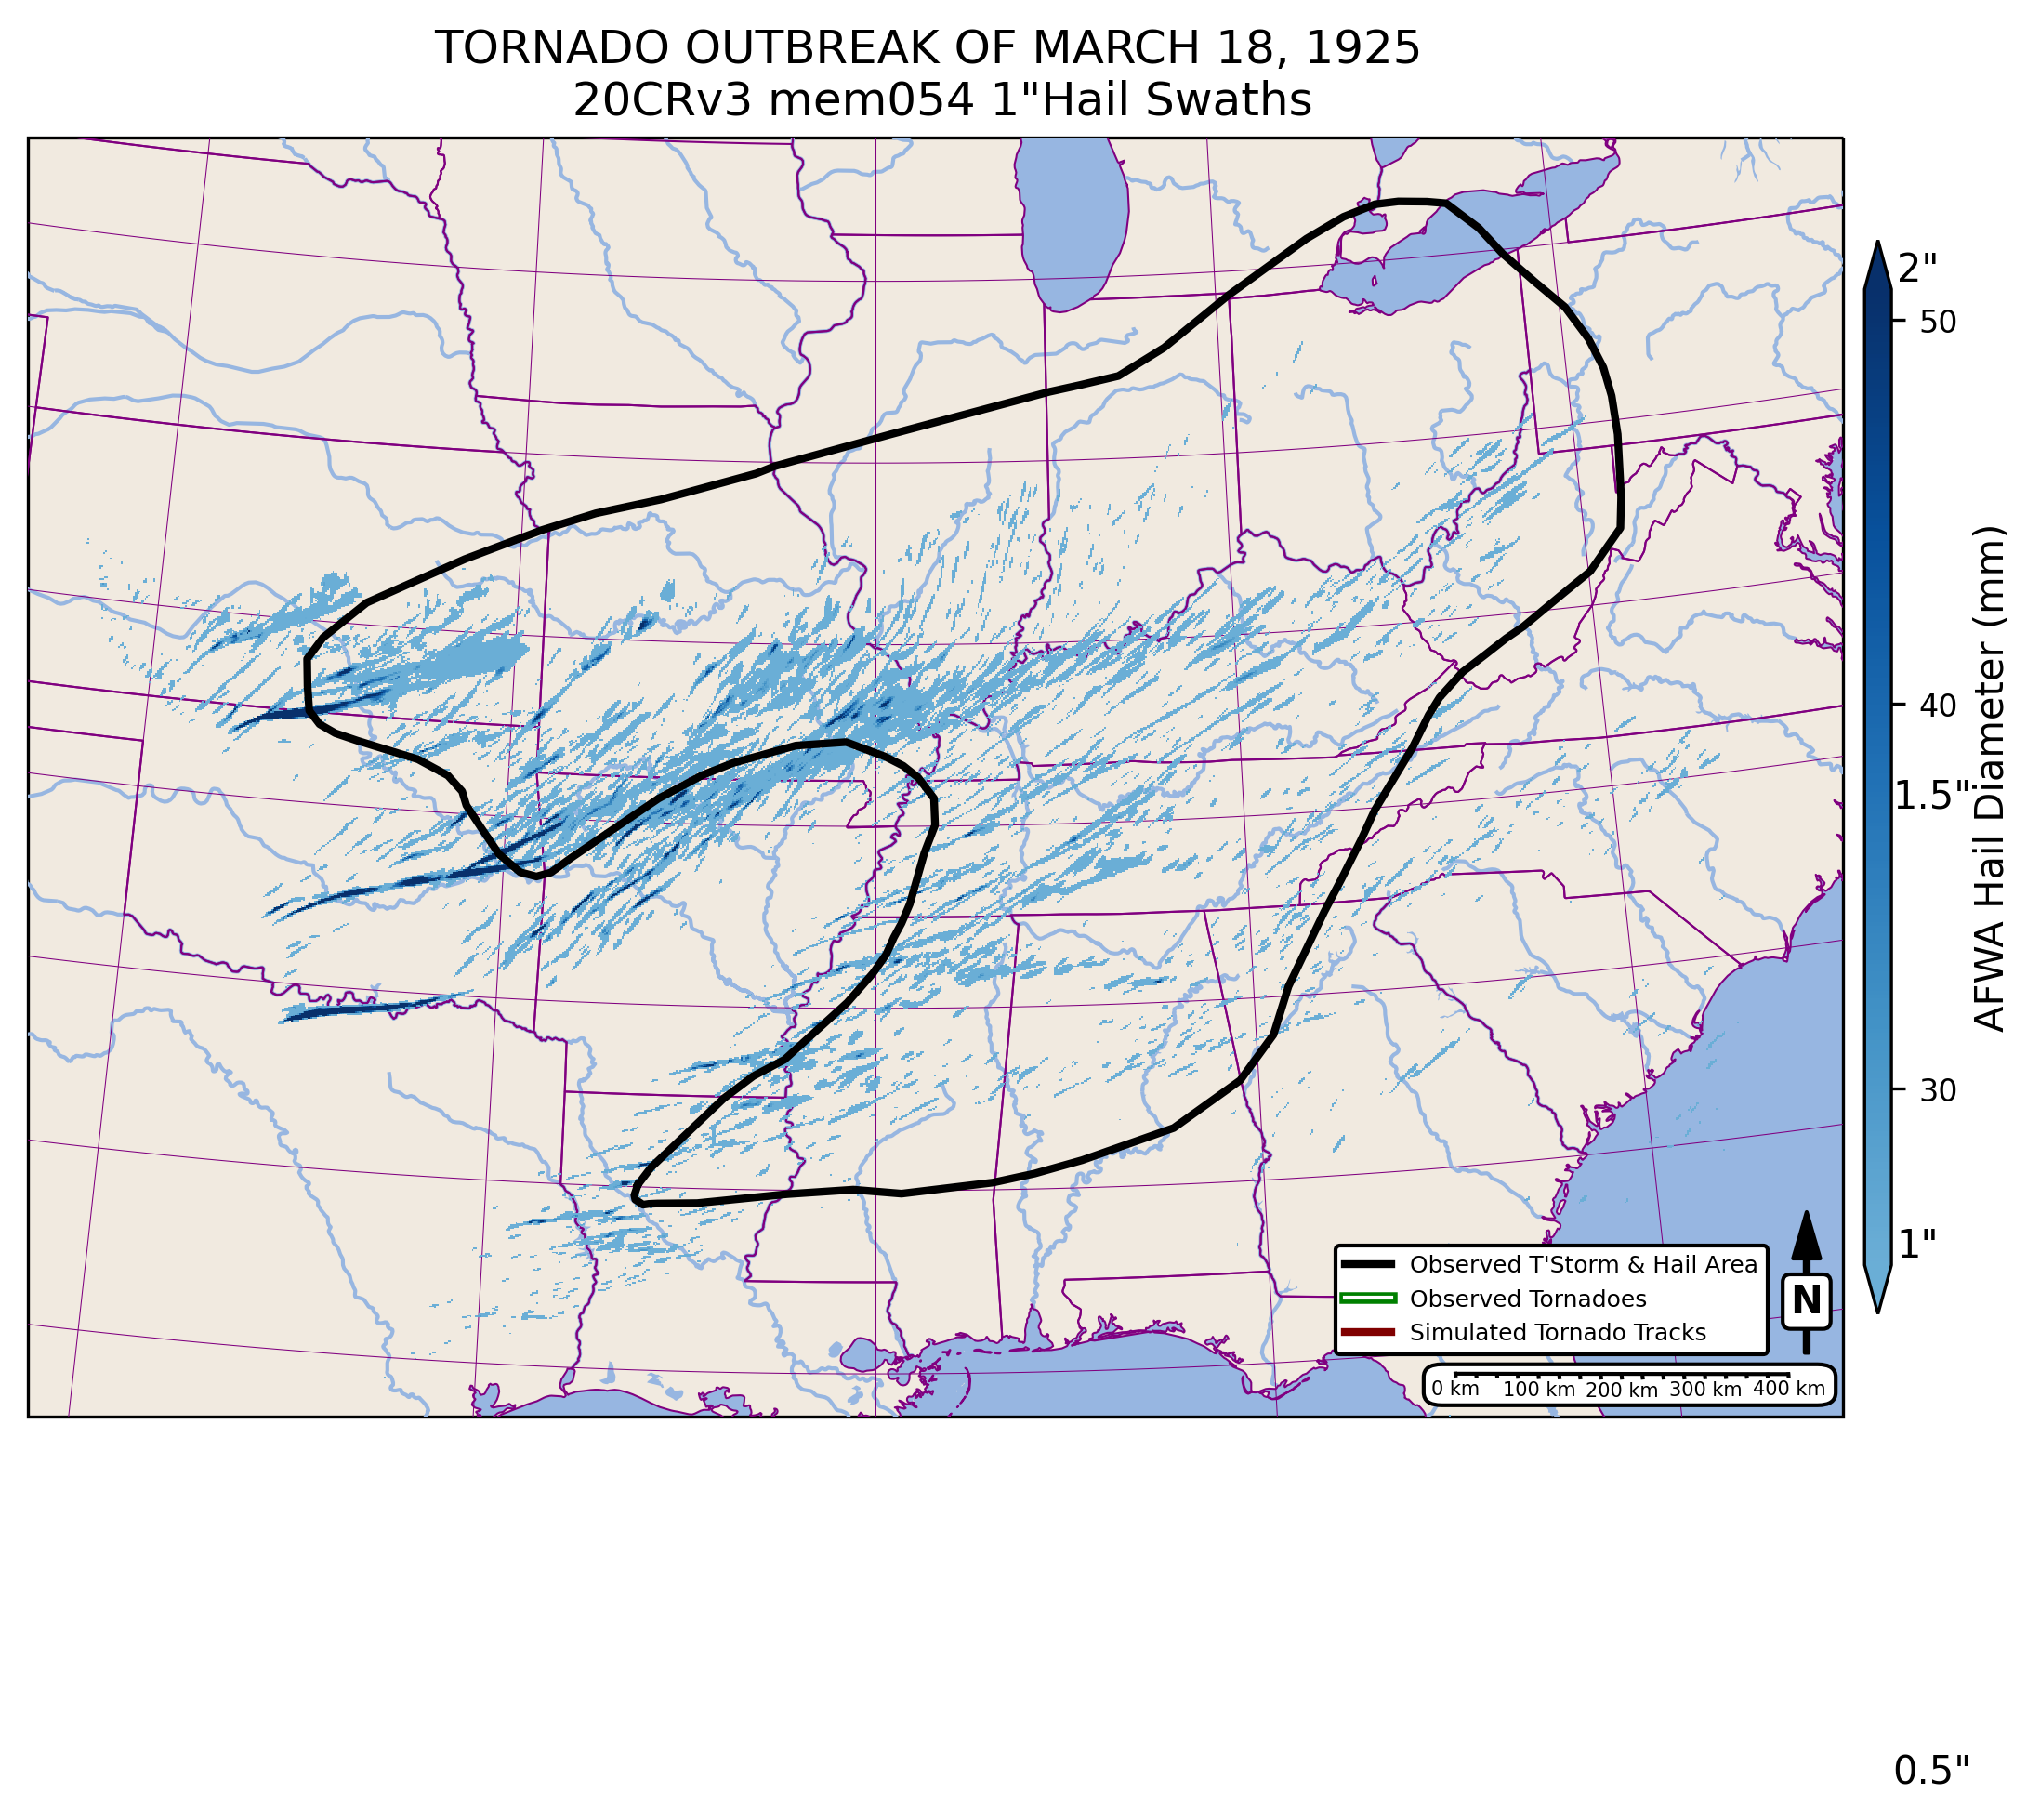 TORNADO OUTBREAK OF MARCH 18, 1925
20CRv3 mem054 1"Hail Swaths
2"
50
40
1.5"
30
1"
AFWA Hail Diameter (mm)
Observed T'Storm & Hail Area
Observed Tornadoes
Simulated Tornado Tracks
N
0 km 100 km 200 km 300 km 400 km
0.5"